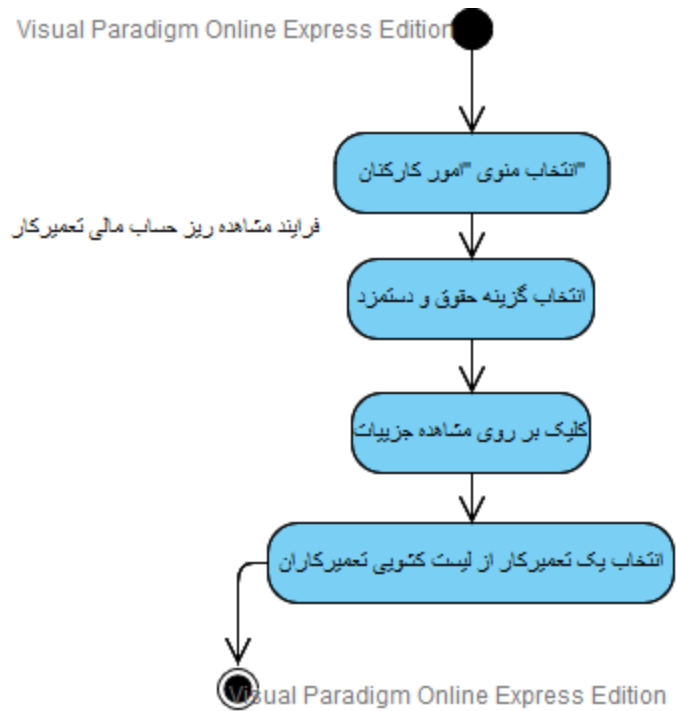 Visual Paradigm Online Express Edition
انتخاب منوی "امور کارکنان"
فرایند مشاهده ریز حساب مالی تعمیرکار
انتخاب گزینه حقوق و دستمزد
کلیک بر روی مشاهده جزییات
انتخاب یک تعمیرکار از لیست کشویی تعمیرکاران
Visual Paradigm Online Express Edition